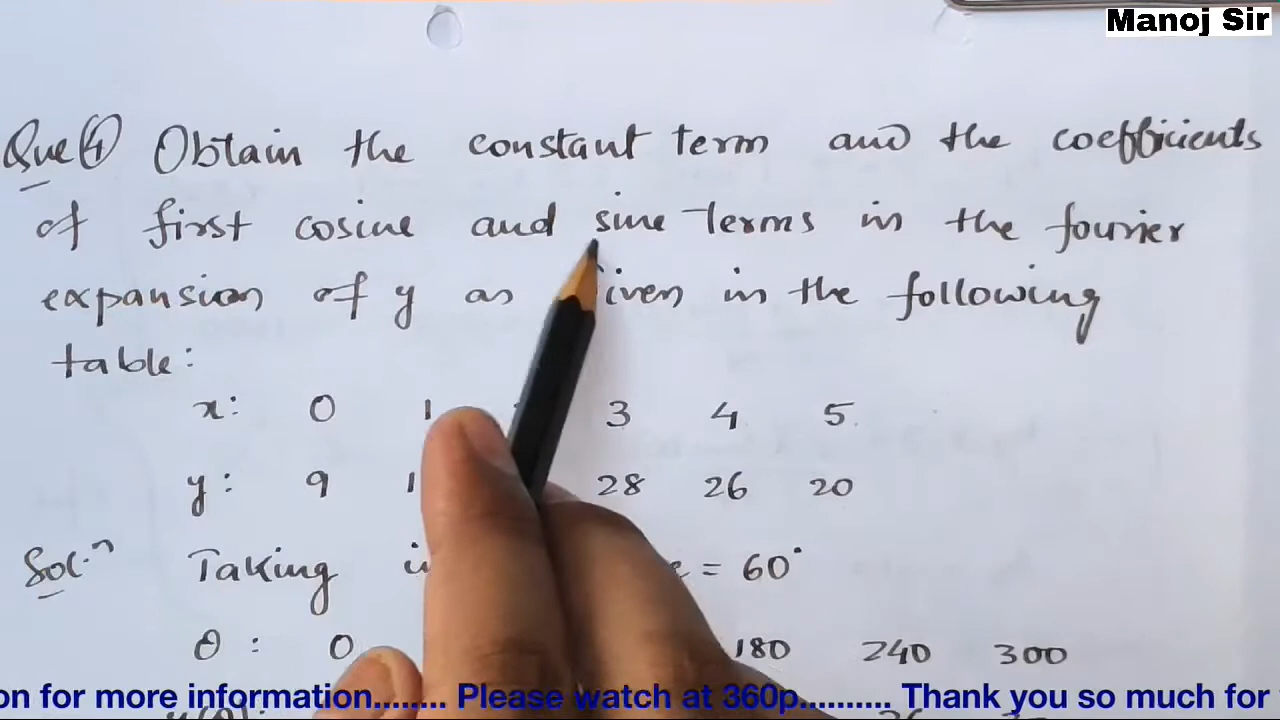 Manoj Sir
Que(4) Obtain the constant term and the coefficients
of first cosine and sine terms in the fourier
expansion of y as iven in the following
table:
x: 0 1 3 4 5
y: 9 1 28 26 20
Sol.n Taking = 60°
θ : 0 180 240 300
on for more information........ Please watch at 360p.......... Thank you so much for